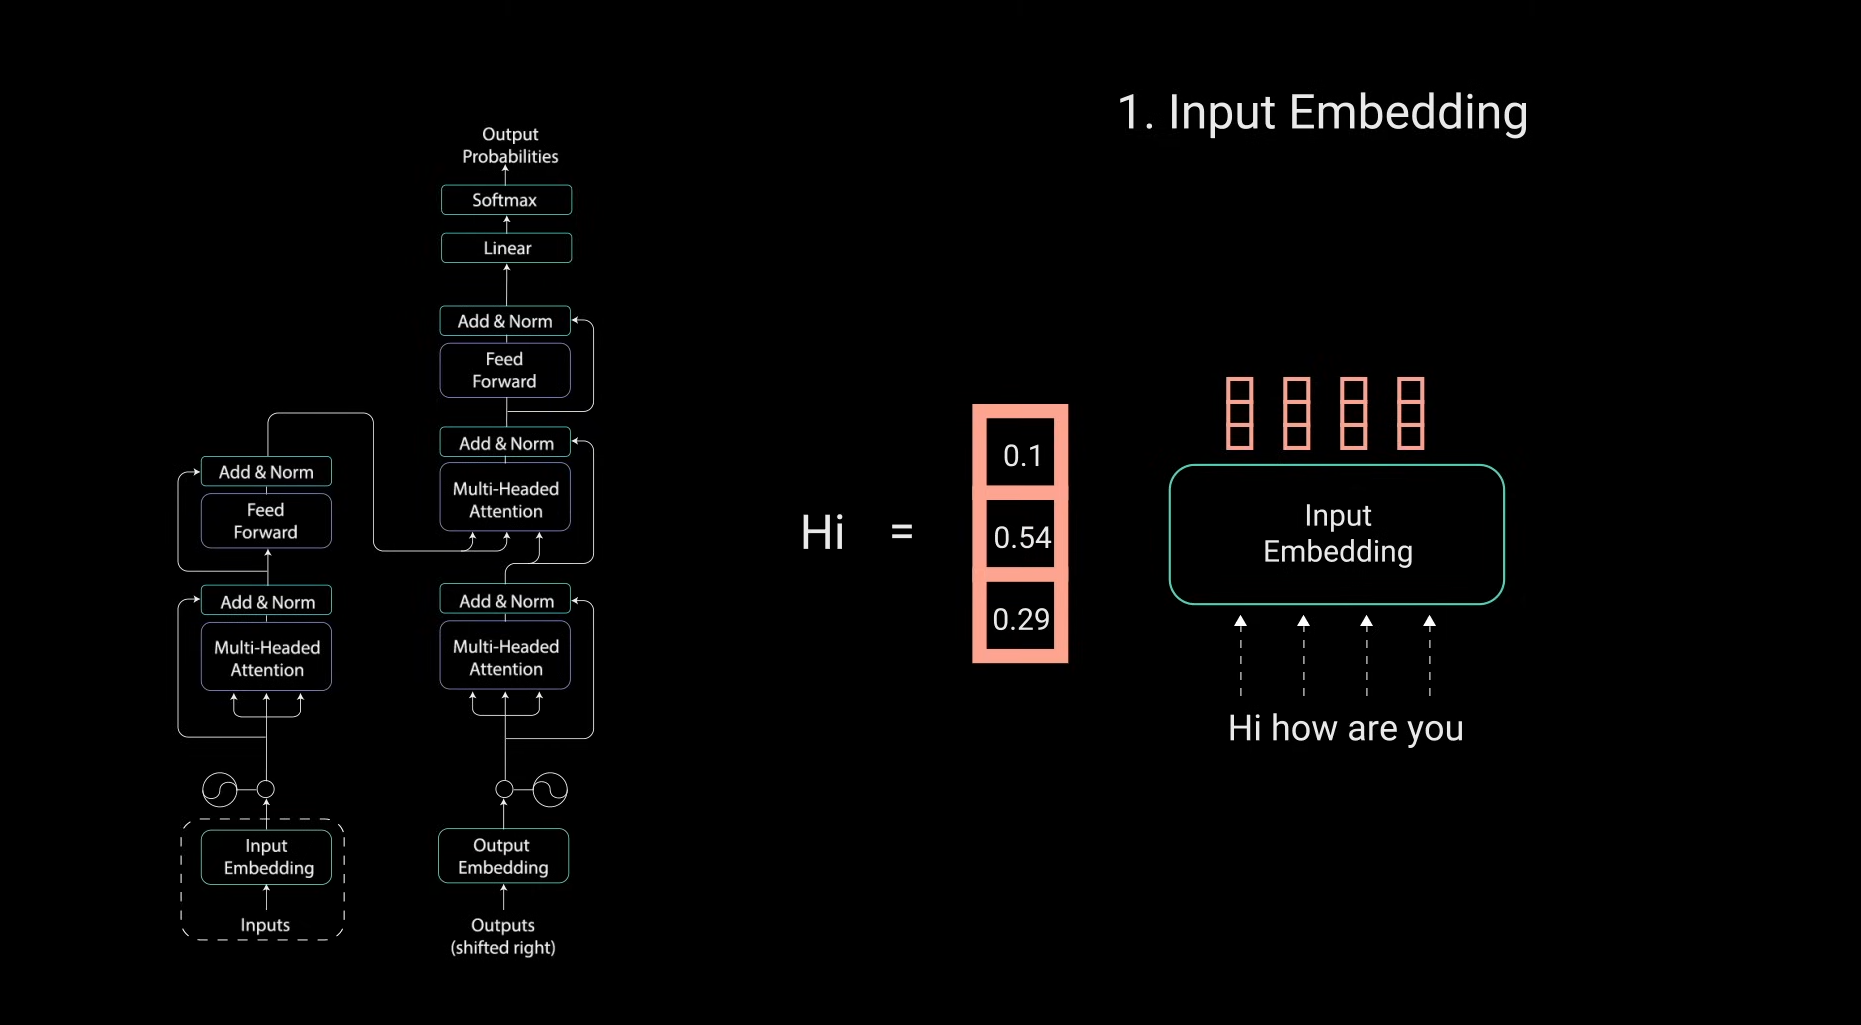 1. Input Embedding
Output
Probabilities
Softmax
Linear
Add & Norm
Feed
Forward
Add & Norm
Multi-Headed
Attention
Add & Norm
Multi-Headed
Attention
Output
Embedding
Outputs
(shifted right)
Add & Norm
Feed
Forward
Add & Norm
Multi-Headed
Attention
Input
Embedding
Inputs
Hi =
0.1
0.54
0.29
Input
Embedding
Hi how are you